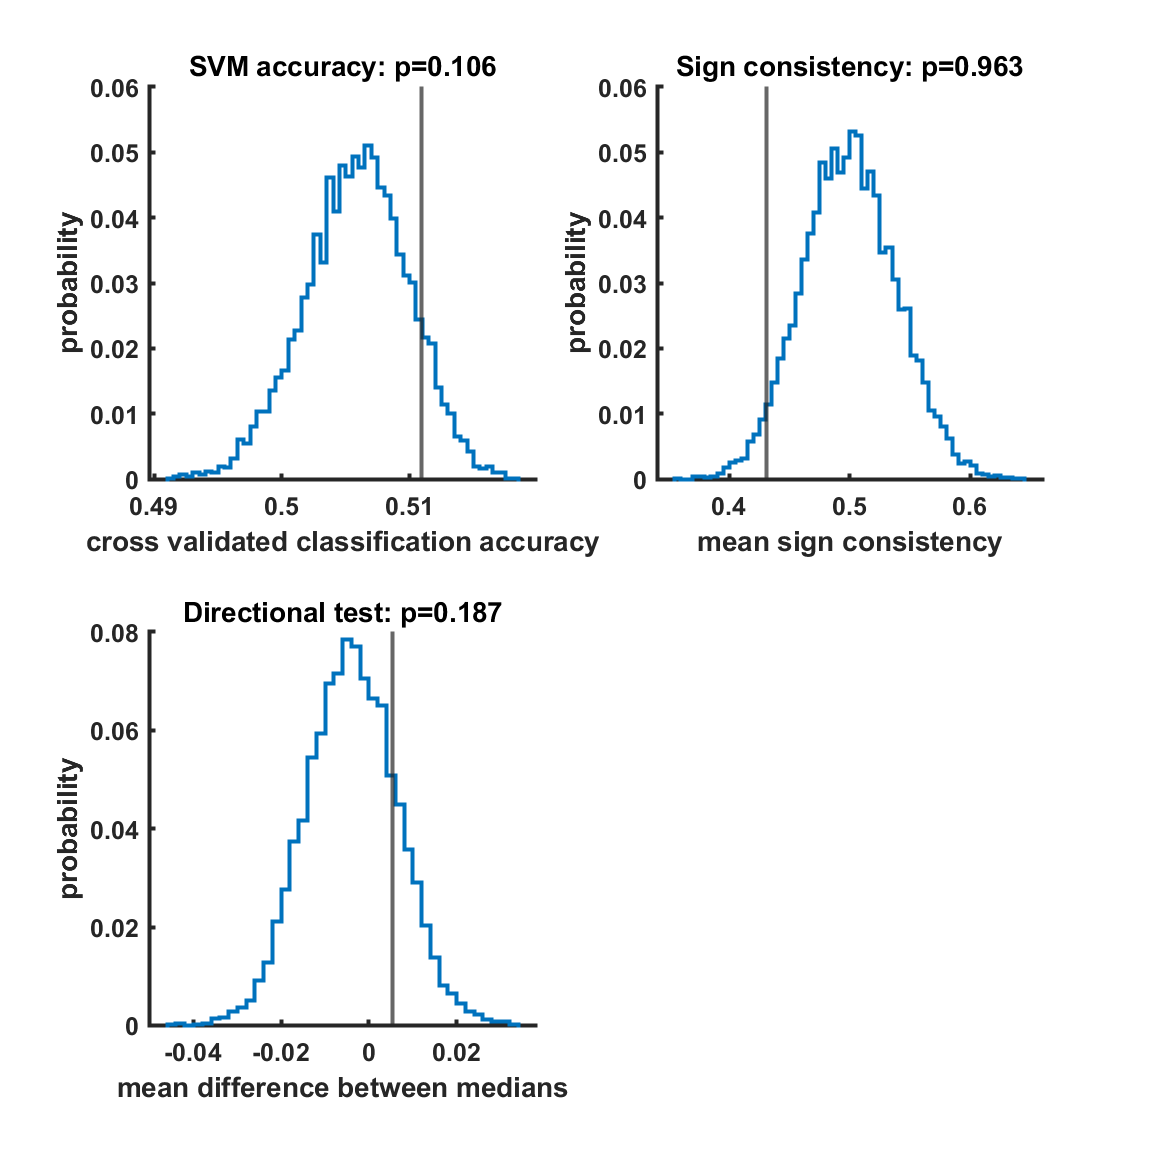 SVM accuracy: p=0.106
0.06
0.05
0.04
0.03
0.02
0.01
0
probability
0.49 0.5 0.51
cross validated classification accuracy
Sign consistency: p=0.963
0.06
0.05
0.04
0.03
0.02
0.01
0
probability
0.4 0.5 0.6
mean sign consistency
Directional test: p=0.187
0.08
0.06
0.04
0.02
0
probability
-0.04 -0.02 0 0.02
mean difference between medians